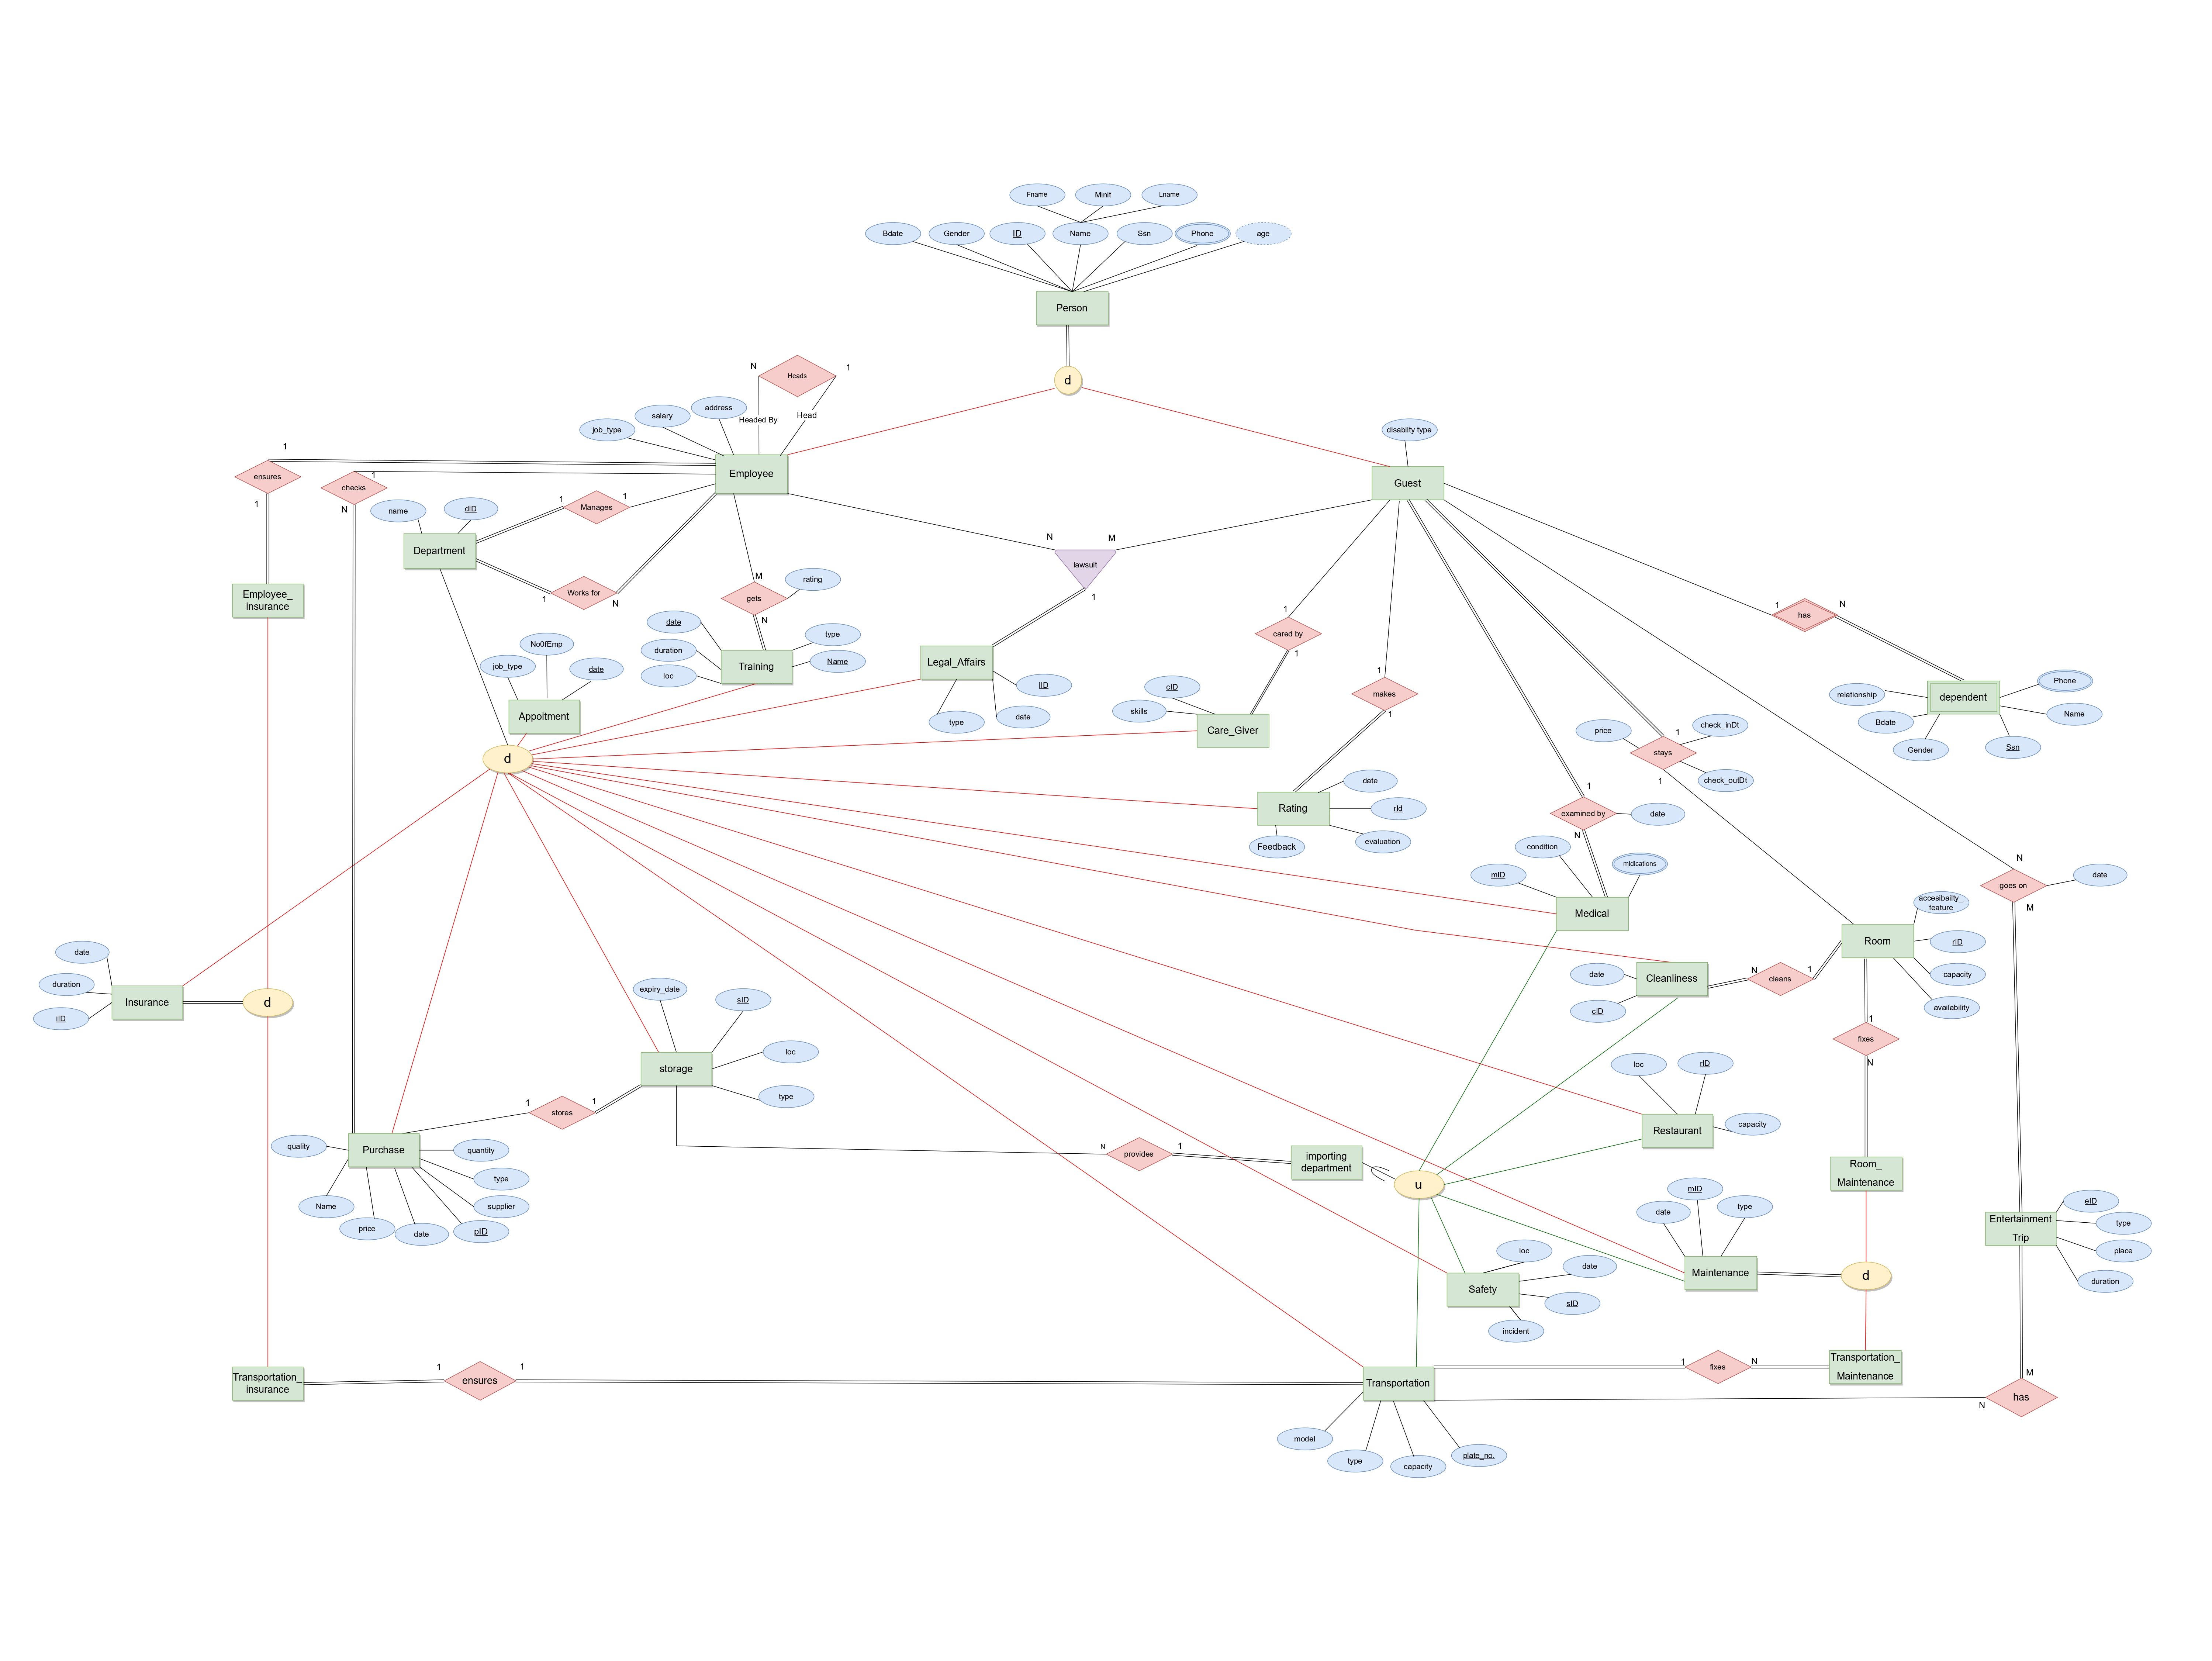 Fname
Minit
Lname
Bdate
Gender
ID
Name
Ssn
Phone
age
Person
d
N
Heads
1
Headed By
Head
job_type
salary
address
disabilty type
1
ensures
1
checks
1
N
Employee
Guest
name
dID
1
Manages
1
Department
1
Works for
N
N
M
lawsuit
1
M
gets
rating
N
Employee_
insurance
date
duration
loc
type
Name
Training
1
cared by
1
1
has
N
No0fEmp
job_type
date
Appoitment
Legal_Affairs
lID
type
date
cID
skills
Care_Giver
1
makes
1
relationship
dependent
Phone
Bdate
Name
Gender
Ssn
price
check_inDt
1
stays
1
check_outDt
d
date
Rating
rId
Feedback
evaluation
1
examined by
date
N
condition
midications
mID
Medical
N
goes on
date
M
accesibailty_
feature
Room
rID
capacity
availability
date
duration
iID
Insurance
d
expiry_date
sID
storage
loc
type
date
Cleanliness
cID
N
cleans
1
1
fixes
N
1
stores
1
loc
rID
Restaurant
capacity
quality
Purchase
quantity
type
Name
supplier
price
date
pID
N
provides
1
importing
department
u
Room_
Maintenance
mID
date
type
Maintenance
d
Entertainment
Trip
eID
type
place
duration
loc
date
Safety
sID
incident
Transportation_
insurance
1
ensures
1
Transportation
1
fixes
N
Transportation_
Maintenance
M
has
N
model
type
capacity
plate_no.